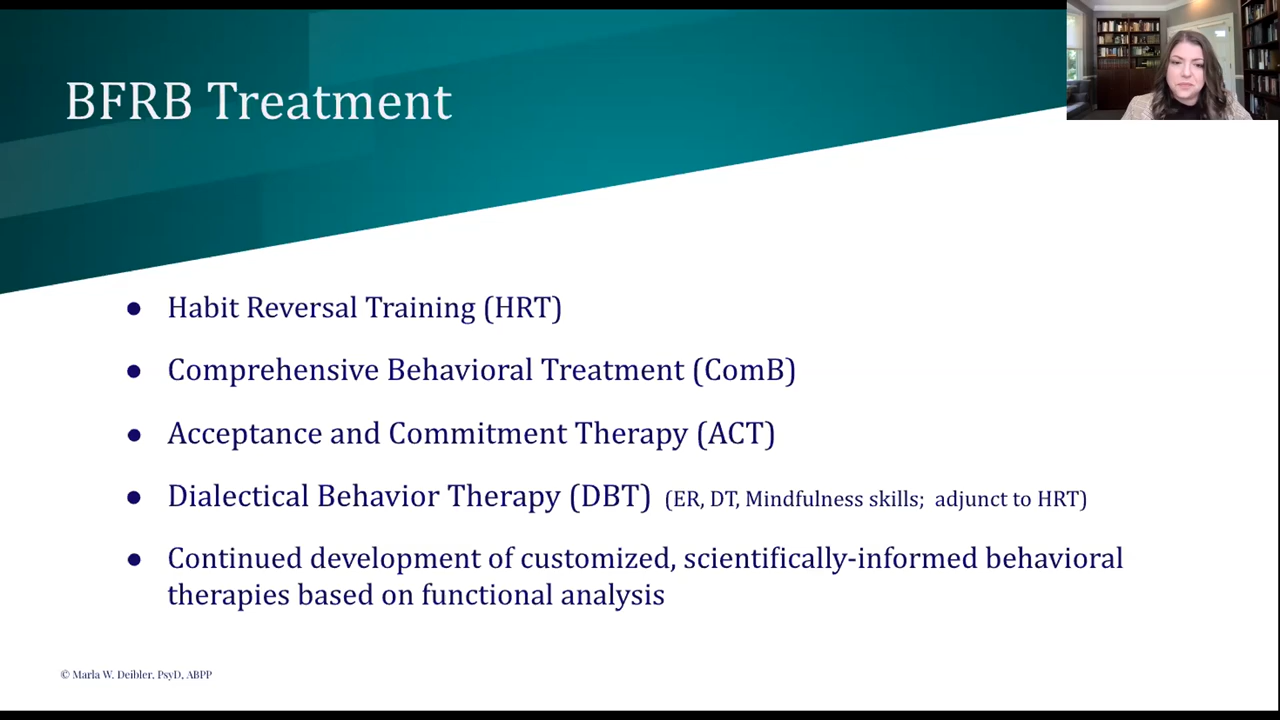 BFRB Treatment
● Habit Reversal Training (HRT)
● Comprehensive Behavioral Treatment (ComB)
● Acceptance and Commitment Therapy (ACT)
● Dialectical Behavior Therapy (DBT) (ER, DT, Mindfulness skills; adjunct to HRT)
● Continued development of customized, scientifically-informed behavioral
therapies based on functional analysis
© Marla W. Deibler, PsyD, ABPP